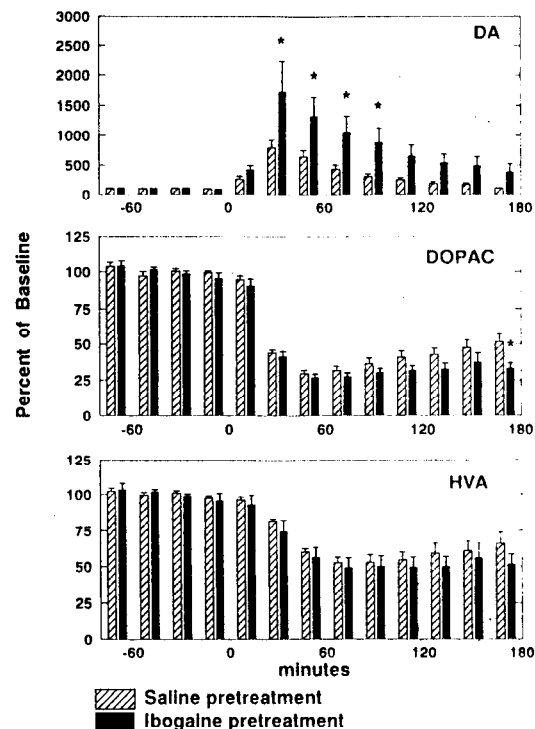 3000
2500
2000
1500
1000
500
0
DA
* * * *
-60 0 60 120 180
Percent of Baseline
125
100
75
50
25
0
DOPAC
*
-60 0 60 120 180
125
100
75
50
25
0
HVA
-60 0 60 120 180
minutes
Saline pretreatment
Ibogaine pretreatment